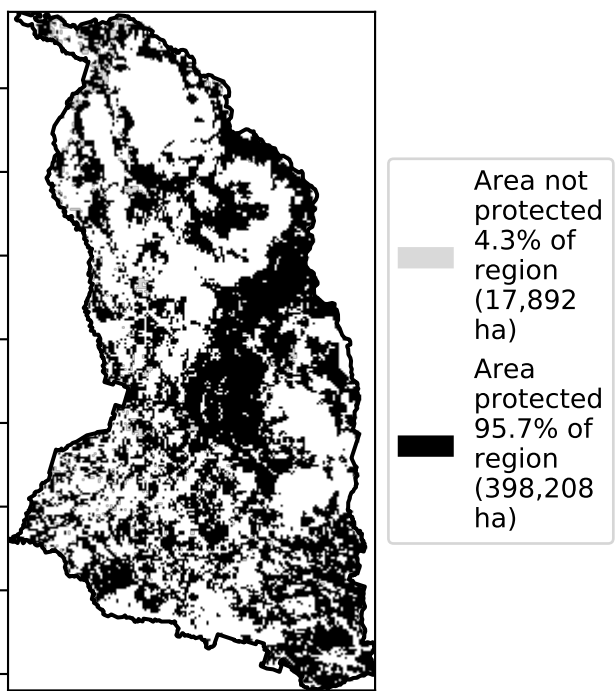 Area not
protected
4.3% of
region
(17,892
ha)
Area
protected
95.7% of
region
(398,208
ha)